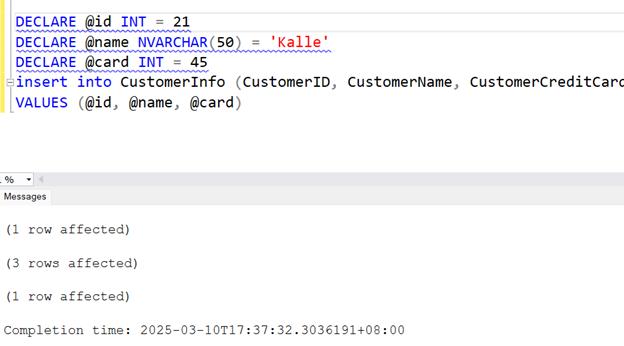 DECLARE @id INT = 21
DECLARE @name NVARCHAR(50) = 'Kalle'
DECLARE @card INT = 45
insert into CustomerInfo (CustomerID, CustomerName, CustomerCreditCard
VALUES (@id, @name, @card)
%
Messages
(1 row affected)
(3 rows affected)
(1 row affected)
Completion time: 2025-03-10T17:37:32.3036191+08:00